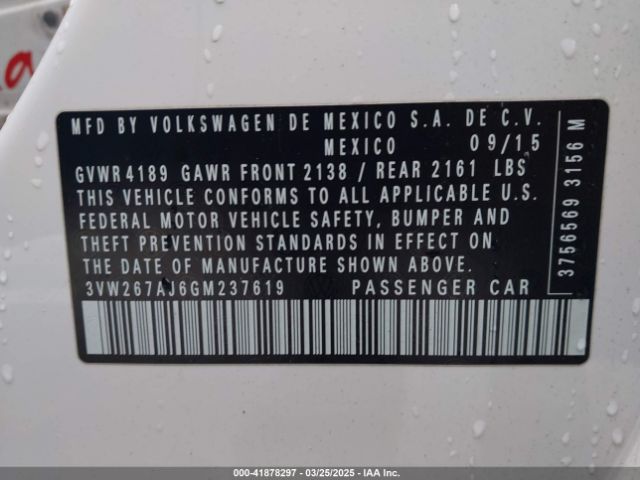 MFD BY VOLKSWAGEN DE MEXICO S.A. DE C.V.
MEXICO 09/15
GVWR 4189 GAWR FRONT 2138 / REAR 2161 LBS
THIS VEHICLE CONFORMS TO ALL APPLICABLE U.S.
FEDERAL MOTOR VEHICLE SAFETY, BUMPER AND
THEFT PREVENTION STANDARDS IN EFFECT ON
THE DATE OF MANUFACTURE SHOWN ABOVE.
3VW267AJ6GM237619 PASSENGER CAR
3756569 3156 M
000-41878297 - 03/25/2025 - IAA Inc.